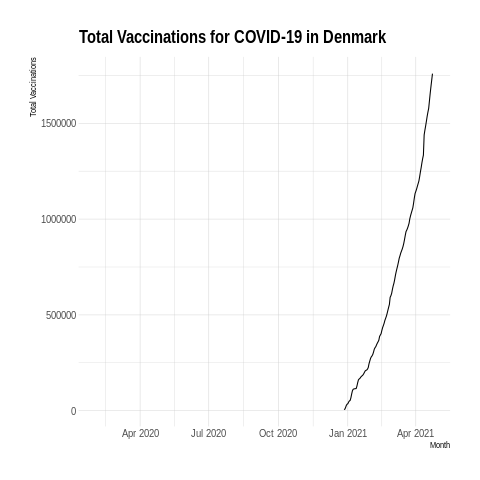 Total Vaccinations for COVID-19 in Denmark
Total Vaccinations
1500000
1000000
500000
0
Apr 2020 Jul 2020 Oct 2020 Jan 2021 Apr 2021
Month